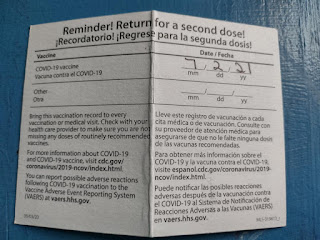 Reminder! Return for a second dose!
¡Recordatorio! ¡Regrese para la segunda dosis!
Vaccine
Date / Fecha
COVID-19 vaccine
Vacuna contra el COVID-19
7 / 2 / 21
mm dd yy
Other
Otra
/ /
mm dd yy
Bring this vaccination record to every
vaccination or medical visit. Check with your
health care provider to make sure you are not
missing any doses of routinely recommended
vaccines.
For more information about COVID-19
and COVID-19 vaccine, visit cdc.gov/
coronavirus/2019-ncov/index.html.
You can report possible adverse reactions
following COVID-19 vaccination to the
Vaccine Adverse Event Reporting System
(VAERS) at vaers.hhs.gov.
Lleve este registro de vacunación a cada
cita médica o de vacunación. Consulte con
su proveedor de atención médica para
asegurarse de que no le falte ninguna dosis
de las vacunas recomendadas.
Para obtener más información sobre el
COVID-19 y la vacuna contra el COVID-19,
visite espanol.cdc.gov/coronavirus/2019-
ncov/index.html.
Puede notificar las posibles reacciones
adversas después de la vacunación contra
el COVID-19 al Sistema de Notificación de
Reacciones Adversas a las Vacunas (VAERS)
en vaers.hhs.gov.